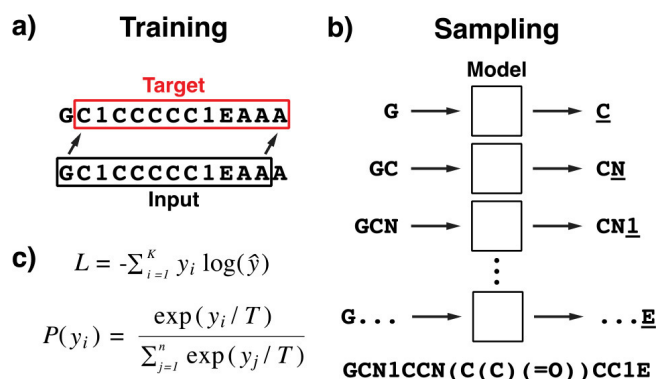 a) Training
Target
GC1CCCCC1EAAA
GC1CCCCC1EAAA
Input
c) L = -∑_{i=1}^{K} y_i log(ŷ)
P(y_i) = exp(y_i / T) / ∑_{j=1}^{n} exp(y_j / T)
b) Sampling
Model
G C
GC CN
GCN CN1
⋮
G... ...E
GCN1CCN(C(C)(=O))CC1E